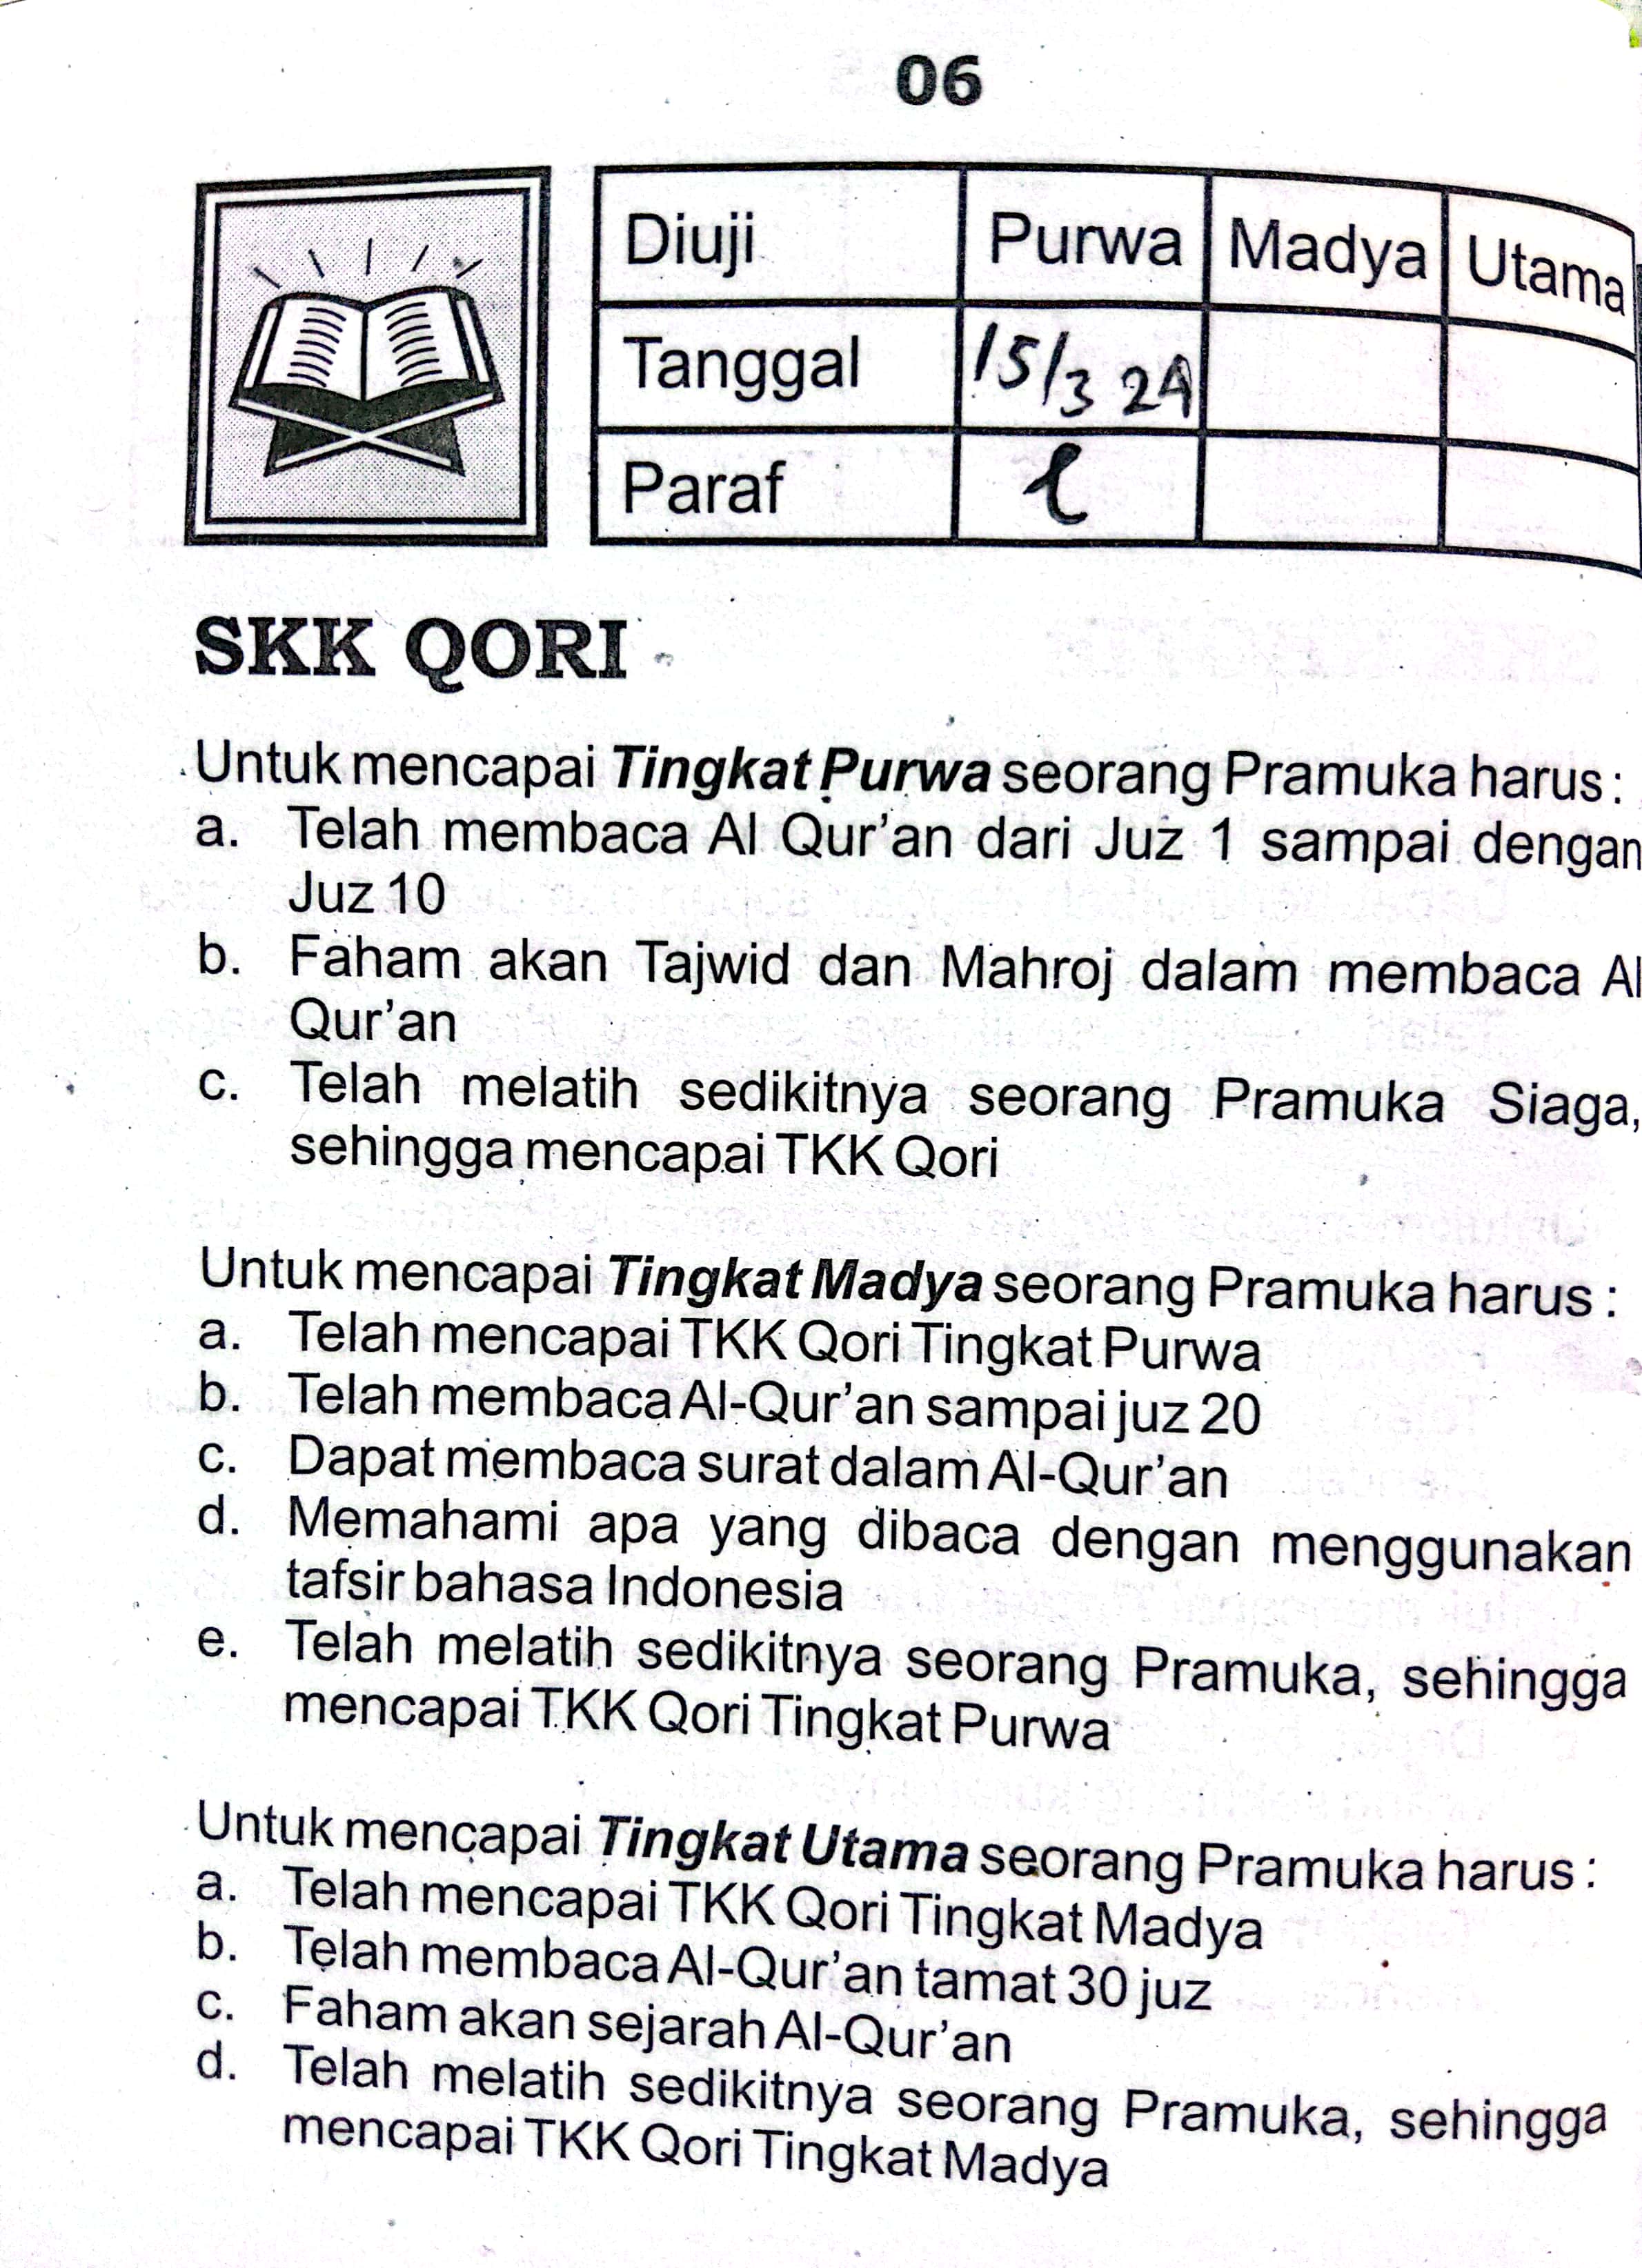 06
Diuji Purwa Madya Utama
Tanggal 15/3 24
Paraf
SKK QORI
Untuk mencapai Tingkat Purwa seorang Pramuka harus :
a. Telah membaca Al Qur'an dari Juz 1 sampai dengan
Juz 10
b. Faham akan Tajwid dan Mahroj dalam membaca Al
Qur'an
c. Telah melatih sedikitnya seorang Pramuka Siaga,
sehingga mencapai TKK Qori
Untuk mencapai Tingkat Madya seorang Pramuka harus :
a. Telah mencapai TKK Qori Tingkat Purwa
b. Telah membaca Al-Qur'an sampai juz 20
c. Dapat membaca surat dalam Al-Qur'an
d. Memahami apa yang dibaca dengan menggunakan
tafsir bahasa Indonesia
e. Telah melatih sedikitnya seorang Pramuka, sehingga
mencapai TKK Qori Tingkat Purwa
Untuk mencapai Tingkat Utama seorang Pramuka harus :
a. Telah mencapai TKK Qori Tingkat Madya
b. Telah membaca Al-Qur'an tamat 30 juz
c. Faham akan sejarah Al-Qur'an
d. Telah melatih sedikitnya seorang Pramuka, sehingga
mencapai TKK Qori Tingkat Madya